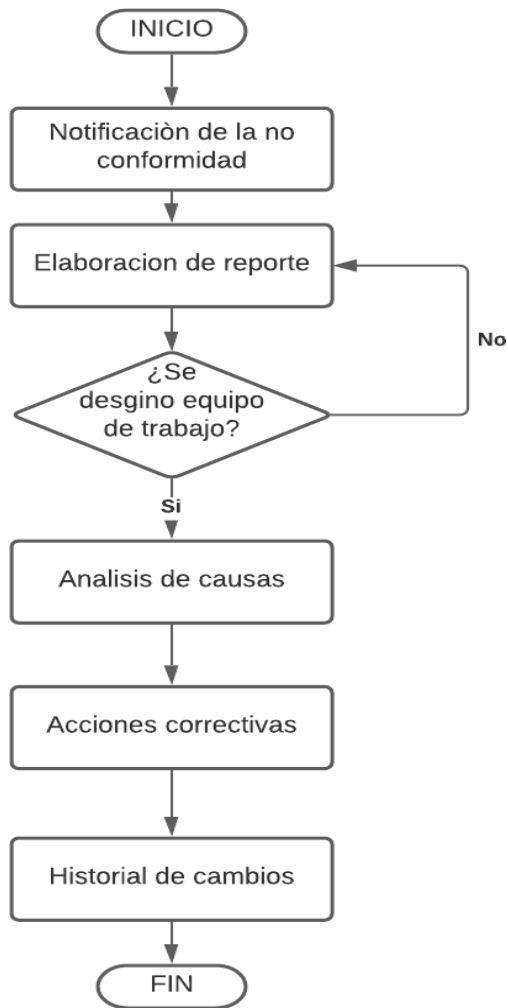 INICIO
Notificaciòn de la no
conformidad
Elaboracion de reporte
No
¿Se
desgino equipo
de trabajo?
Si
Analisis de causas
Acciones correctivas
Historial de cambios
FIN